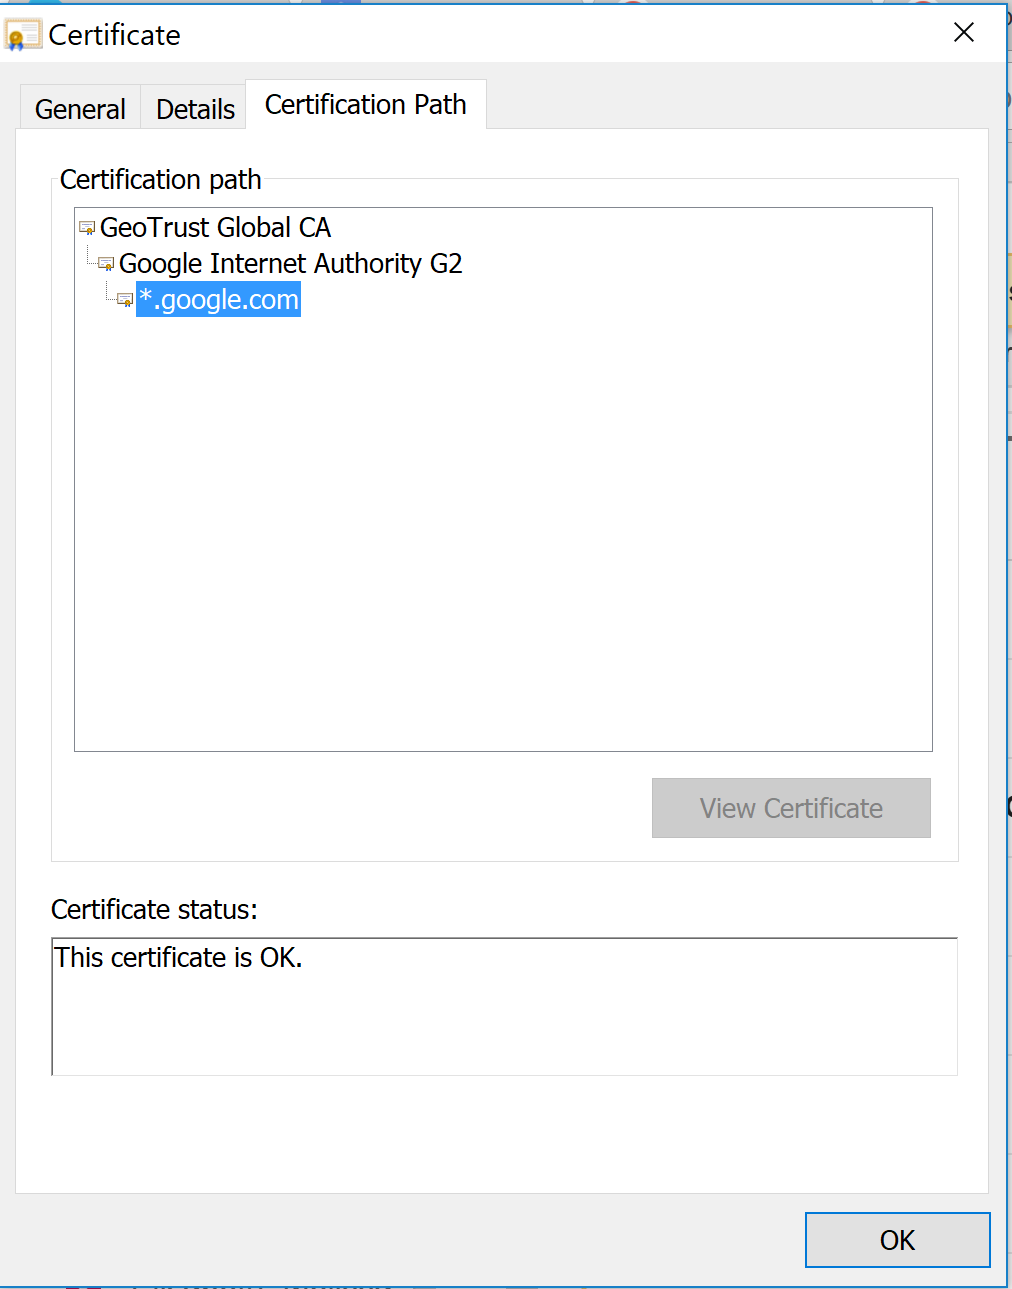 Certificate
General
Details
Certification Path
Certification path
GeoTrust Global CA
Google Internet Authority G2
*.google.com
View Certificate
Certificate status:
This certificate is OK.
OK